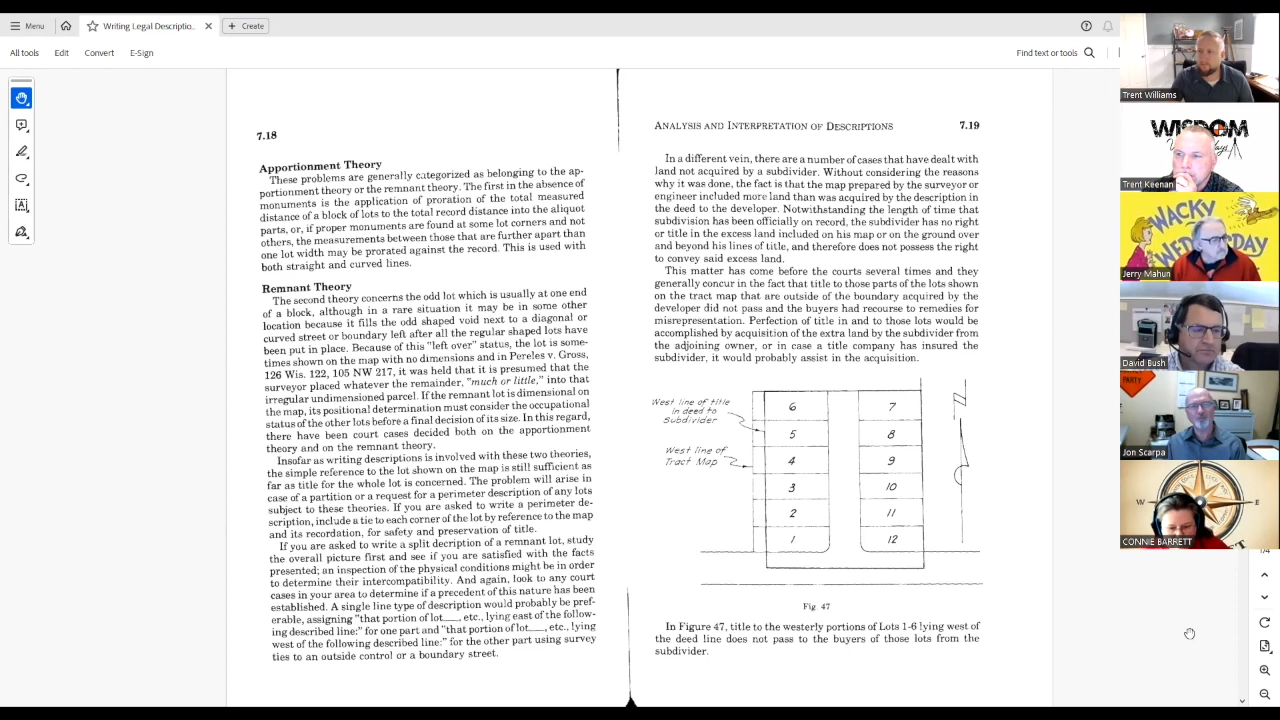 Menu
Writing Legal Descriptio...
Create
All tools
Edit
Convert
E-Sign
Find text or tools
7.18
Apportionment Theory
These problems are generally categorized as belonging to the ap-
portionment theory or the remnant theory. The first in the absence of
monuments is the application of proration of the total measured
distance of a block of lots to the total record distance into the aliquot
parts, or, if proper monuments are found at some lot corners and not
others, the measurements between those that are further apart than
one lot width may be prorated against the record. This is used with
both straight and curved lines.
Remnant Theory
The second theory concerns the odd lot which is usually at one end
of a block, although in a rare situation it may be in some other
location because it fills the odd shaped void next to a diagonal or
curved street or boundary left after all the regular shaped lots have
been put in place. Because of this "left over" status, the lot is some-
times shown on the map with no dimensions and in Pereles v. Gross,
126 Wis. 122, 105 NW 217, it was held that it is presumed that the
surveyor placed whatever the remainder, "much or little," into that
irregular undimensioned parcel. If the remnant lot is dimensional on
the map, its positional determination must consider the occupational
status of the other lots before a final decision of its size. In this regard,
there have been court cases decided both on the apportionment
theory and on the remnant theory.
Insofar as writing descriptions is involved with these two theories,
the simple reference to the lot shown on the map is still sufficient as
far as title for the whole lot is concerned. The problem will arise in
case of a partition or a request for a perimeter description of any lots
subject to these theories. If you are asked to write a perimeter de-
scription, include a tie to each corner of the lot by reference to the map
and its recordation, for safety and preservation of title.
If you are asked to write a split decription of a remnant lot, study
the overall picture first and see if you are satisfied with the facts
presented; an inspection of the physical conditions might be in order
to determine their intercompatibility. And again, look to any court
cases in your area to determine if a precedent of this nature has been
established. A single line type of description would probably be pref-
erable, assigning "that portion of lot___, etc., lying east of the follow-
ing described line:" for one part and "that portion of lot___, etc., lying
west of the following described line:" for the other part using survey
ties to an outside control or a boundary street.
ANALYSIS AND INTERPRETATION OF DESCRIPTIONS 7.19
In a different vein, there are a number of cases that have dealt with
land not acquired by a subdivider. Without considering the reasons
why it was done, the fact is that the map prepared by the surveyor or
engineer included more land than was acquired by the description in
the deed to the developer. Notwithstanding the length of time that
subdivision has been officially on record, the subdivider has no right
or title in the excess land included on his map or on the ground over
and beyond his lines of title, and therefore does not possess the right
to convey said excess land.
This matter has come before the courts several times and they
generally concur in the fact that title to those parts of the lots shown
on the tract map that are outside of the boundary acquired by the
developer did not pass and the buyers had recourse to remedies for
misrepresentation. Perfection of title in and to those lots would be
accomplished by acquisition of the extra land by the subdivider from
the adjoining owner, or in case a title company has insured the
subdivider, it would probably assist in the acquisition.
West line of title
in deed to
Subdivider
West line of
Tract Map
6 7
5 8
4 9
3 10
2 11
1 12
Fig 47
In Figure 47, title to the westerly portions of Lots 1-6 lying west of
the deed line does not pass to the buyers of those lots from the
subdivider.
Trent Williams
WISDOM
Trent Keenan
WACKY
WEDNESDAY
Jerry Mahun
David Bush
PARTY
Jon Scarpa
W E
CONNIE BARRETT